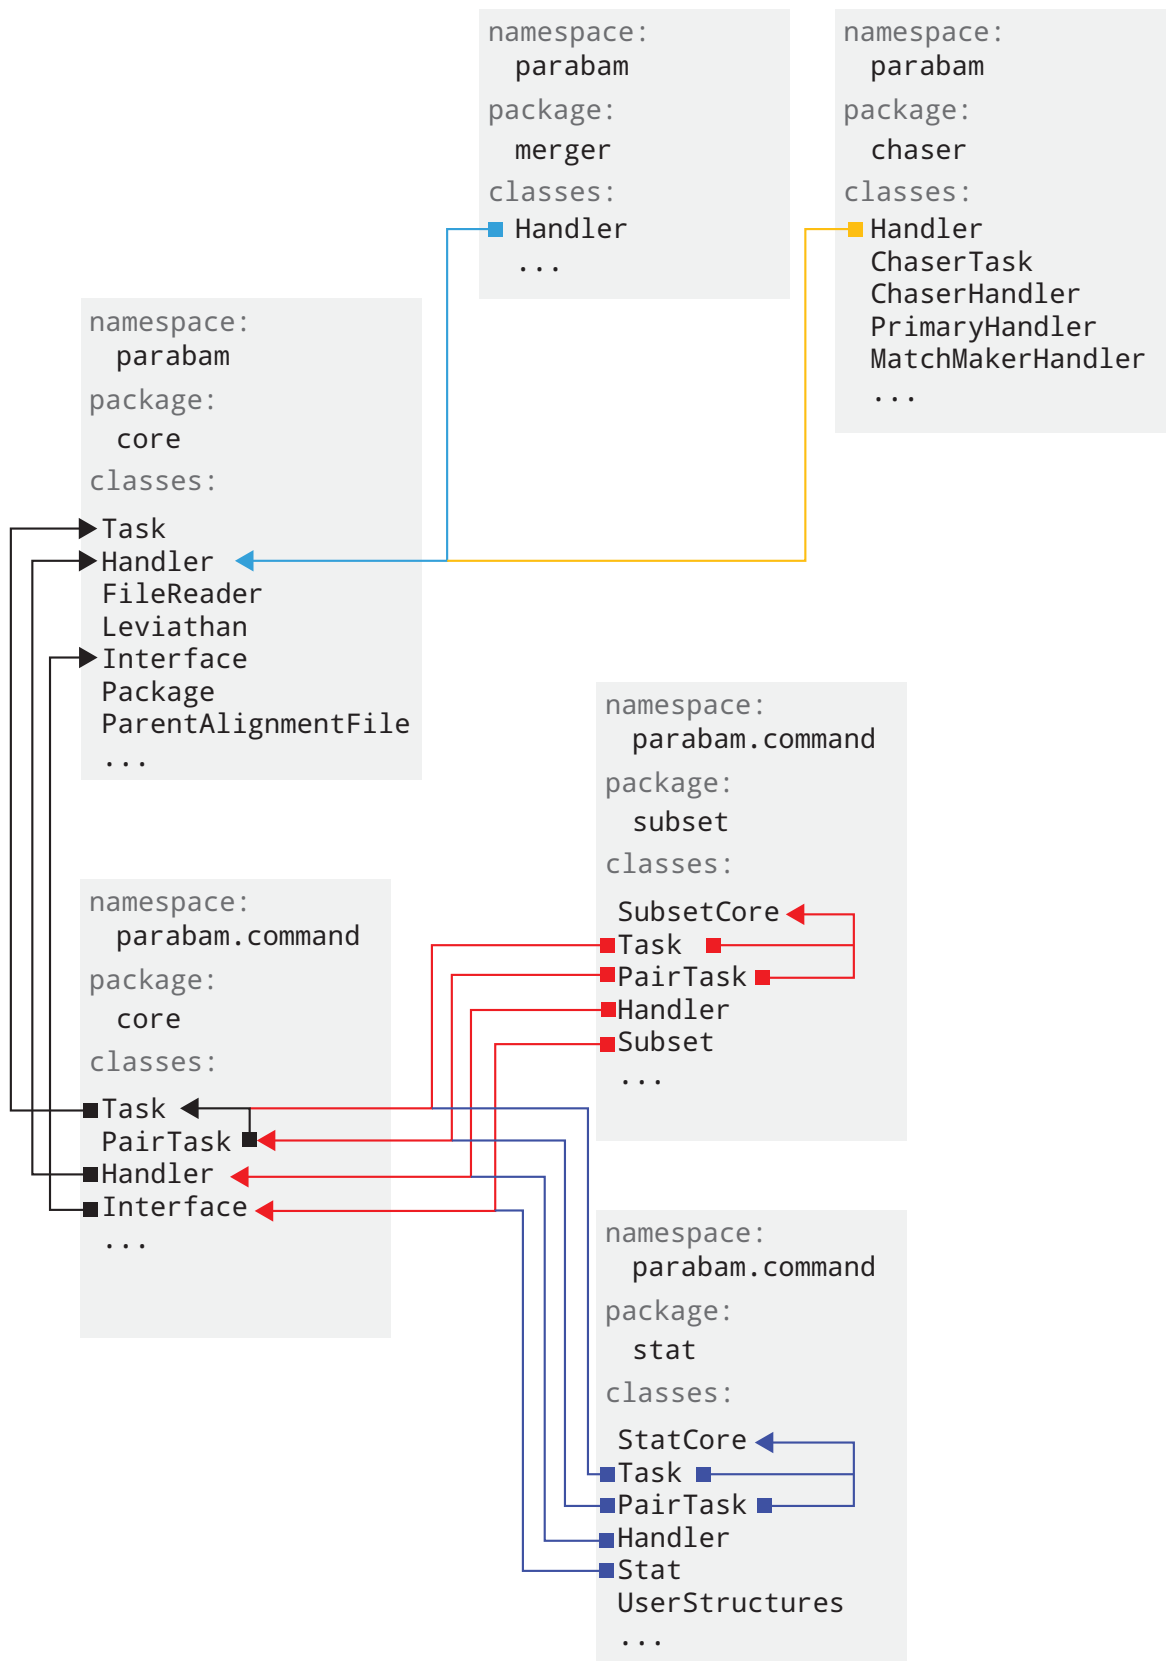 namespace:
parabam
package:
merger
classes:
Handler
...
namespace:
parabam
package:
chaser
classes:
Handler
ChaserTask
ChaserHandler
PrimaryHandler
MatchMakerHandler
...
namespace:
parabam
package:
core
classes:
Task
Handler
FileReader
Leviathan
Interface
Package
ParentAlignmentFile
...
namespace:
parabam.command
package:
subset
classes:
SubsetCore
Task
PairTask
Handler
Subset
...
namespace:
parabam.command
package:
core
classes:
Task
PairTask
Handler
Interface
...
namespace:
parabam.command
package:
stat
classes:
StatCore
Task
PairTask
Handler
Stat
UserStructures
...